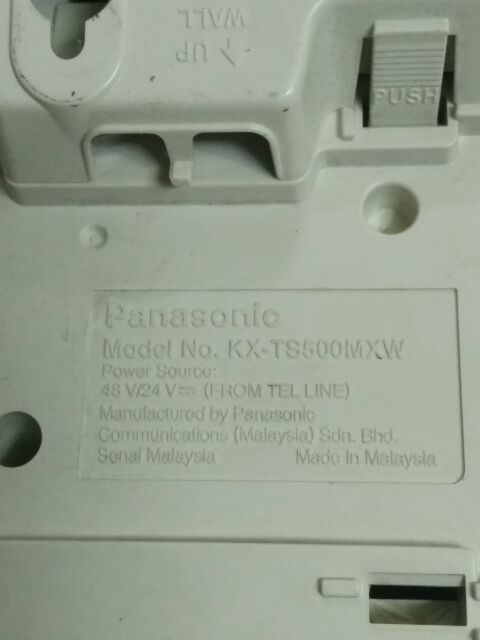 WALL
UP
PUSH
Panasonic
Model No. KX-TS500MXW
Power Source:
48 V/24 V⎓ (FROM TEL LINE)
Manufactured by Panasonic
Communications (Malaysia) Sdn. Bhd.
Senai Malaysia Made in Malaysia